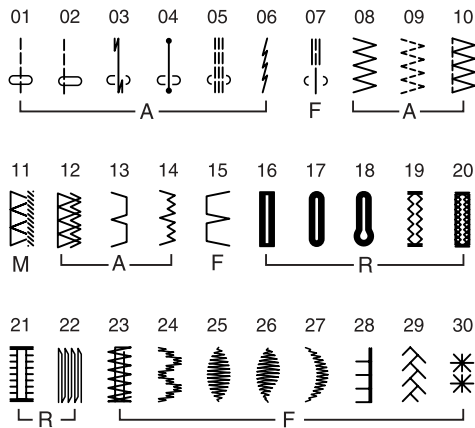 01 02 03 04 05 06 07 08 09 10
A F A
11 12 13 14 15 16 17 18 19 20
M A F R
21 22 23 24 25 26 27 28 29 30
R F